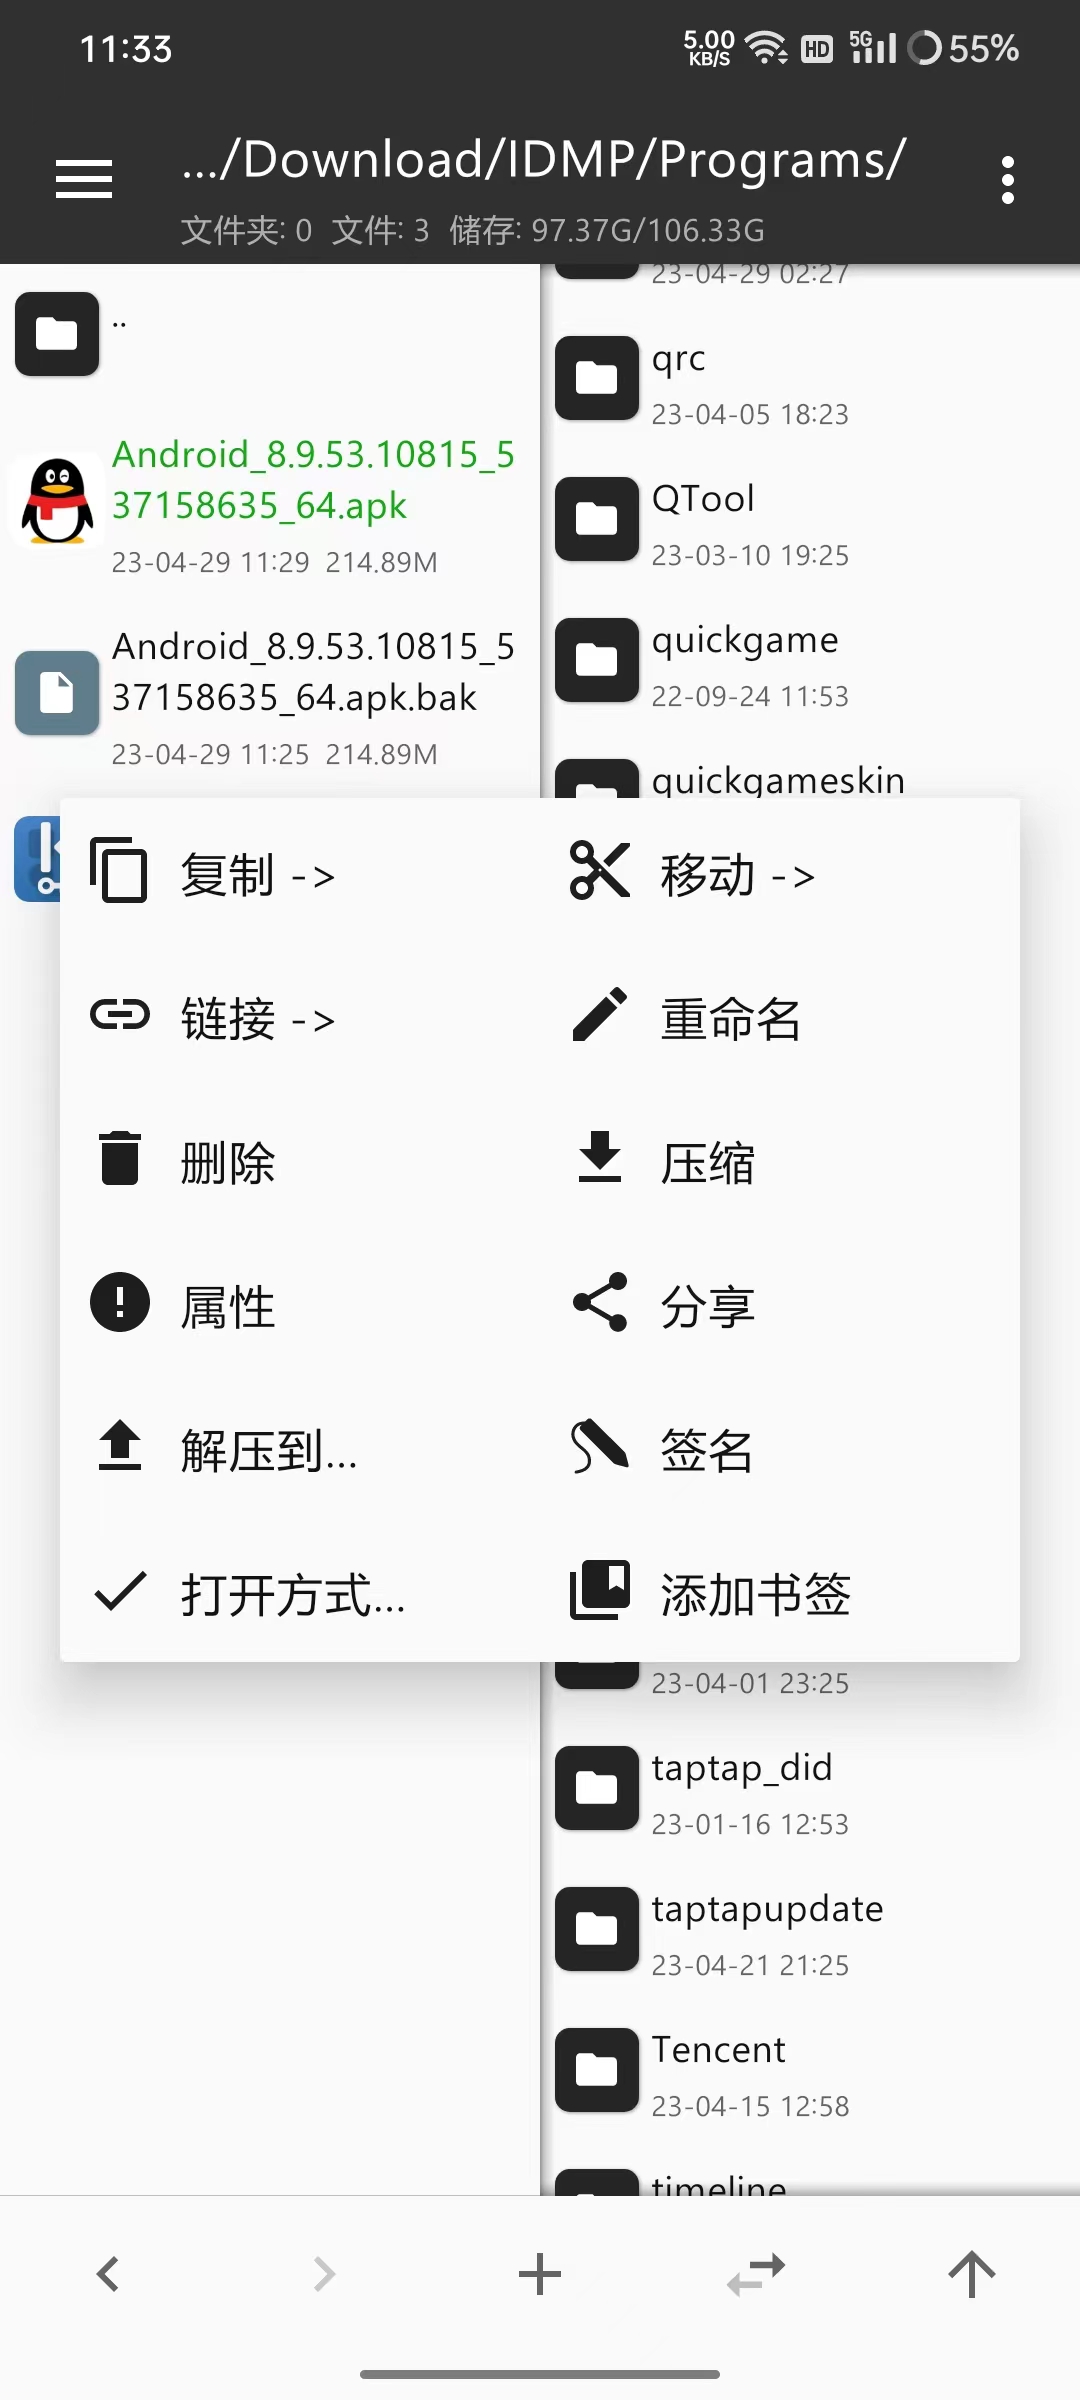 11:33
5.00
KB/S
HD
5G
55%
.../Download/IDMP/Programs/
文件夹: 0 文件: 3 储存: 97.37G/106.33G
..
Android_8.9.53.10815_5
37158635_64.apk
23-04-29 11:29 214.89M
Android_8.9.53.10815_5
37158635_64.apk.bak
23-04-29 11:25 214.89M
23-04-29 02:27
qrc
23-04-05 18:23
QTool
23-03-10 19:25
quickgame
22-09-24 11:53
quickgameskin
复制 ->
移动 ->
链接 ->
重命名
删除
压缩
属性
分享
解压到...
签名
打开方式...
添加书签
23-04-01 23:25
taptap_did
23-01-16 12:53
taptapupdate
23-04-21 21:25
Tencent
23-04-15 12:58
timeline